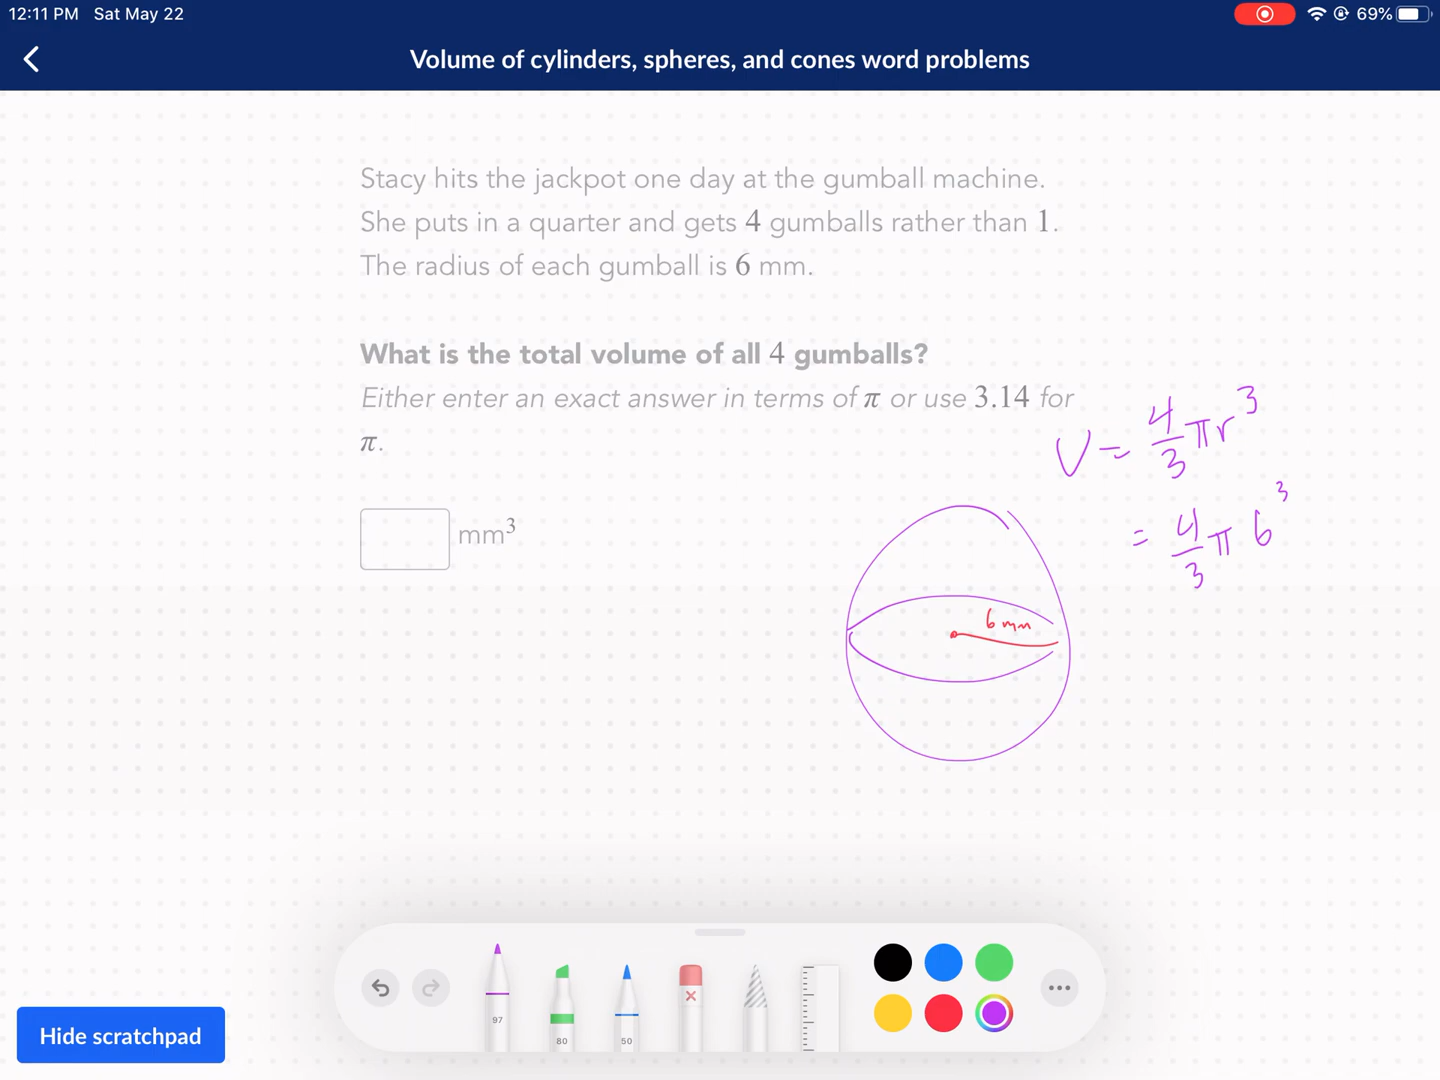 12:11 PM Sat May 22 69%
Volume of cylinders, spheres, and cones word problems
Stacy hits the jackpot one day at the gumball machine.
She puts in a quarter and gets 4 gumballs rather than 1.
The radius of each gumball is 6 mm.
What is the total volume of all 4 gumballs?
Either enter an exact answer in terms of π or use 3.14 for
π.
V = 4/3 πr³
= 4/3 π 6³
mm³
6 mm
97
80
50
Hide scratchpad